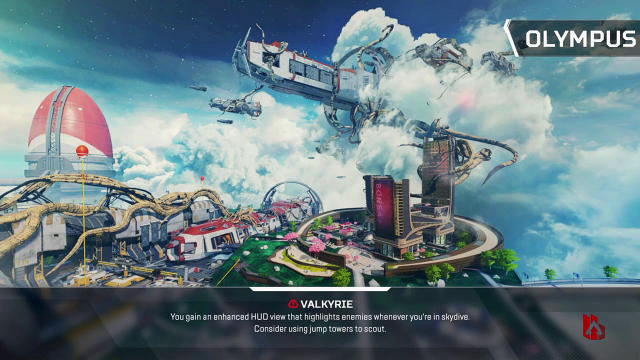 OLYMPUS
VALKYRIE
You gain an enhanced HUD view that highlights enemies whenever you're in skydive.
Consider using jump towers to scout.